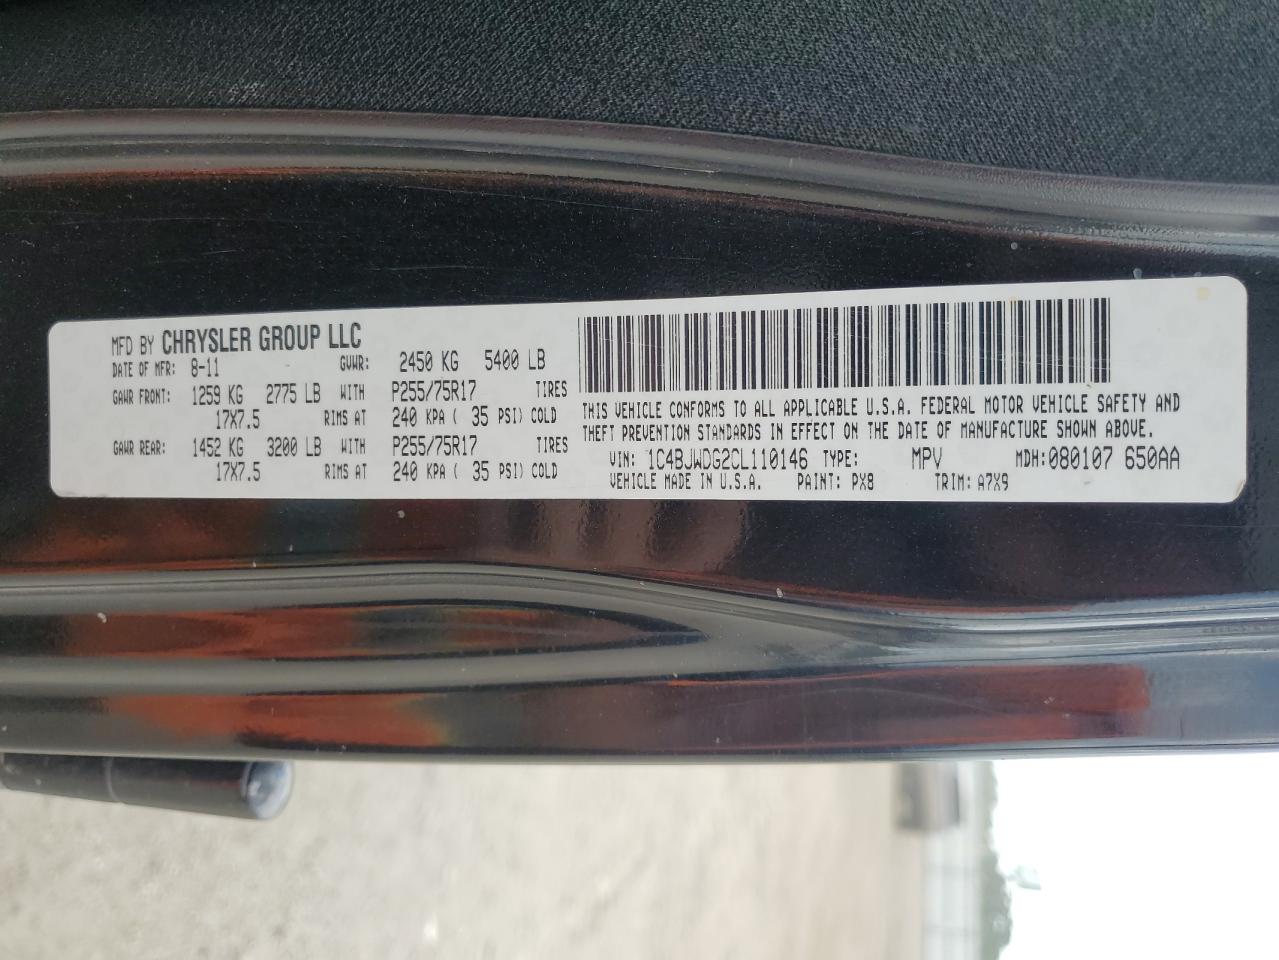 MFD BY CHRYSLER GROUP LLC
DATE OF MFR: 8-11 GVWR: 2450 KG 5400 LB
GAWR FRONT: 1259 KG 2775 LB WITH P255/75R17 TIRES
17X7.5 RIMS AT 240 KPA ( 35 PSI) COLD
GAWR REAR: 1452 KG 3200 LB WITH P255/75R17 TIRES
17X7.5 RIMS AT 240 KPA ( 35 PSI) COLD
THIS VEHICLE CONFORMS TO ALL APPLICABLE U.S.A. FEDERAL MOTOR VEHICLE SAFETY AND
THEFT PREVENTION STANDARDS IN EFFECT ON THE DATE OF MANUFACTURE SHOWN ABOVE.
VIN: 1C4BJWDG2CL110146 TYPE: MPV MDH:080107 650AA
VEHICLE MADE IN U.S.A. PAINT: PX8 TRIM: A7X9